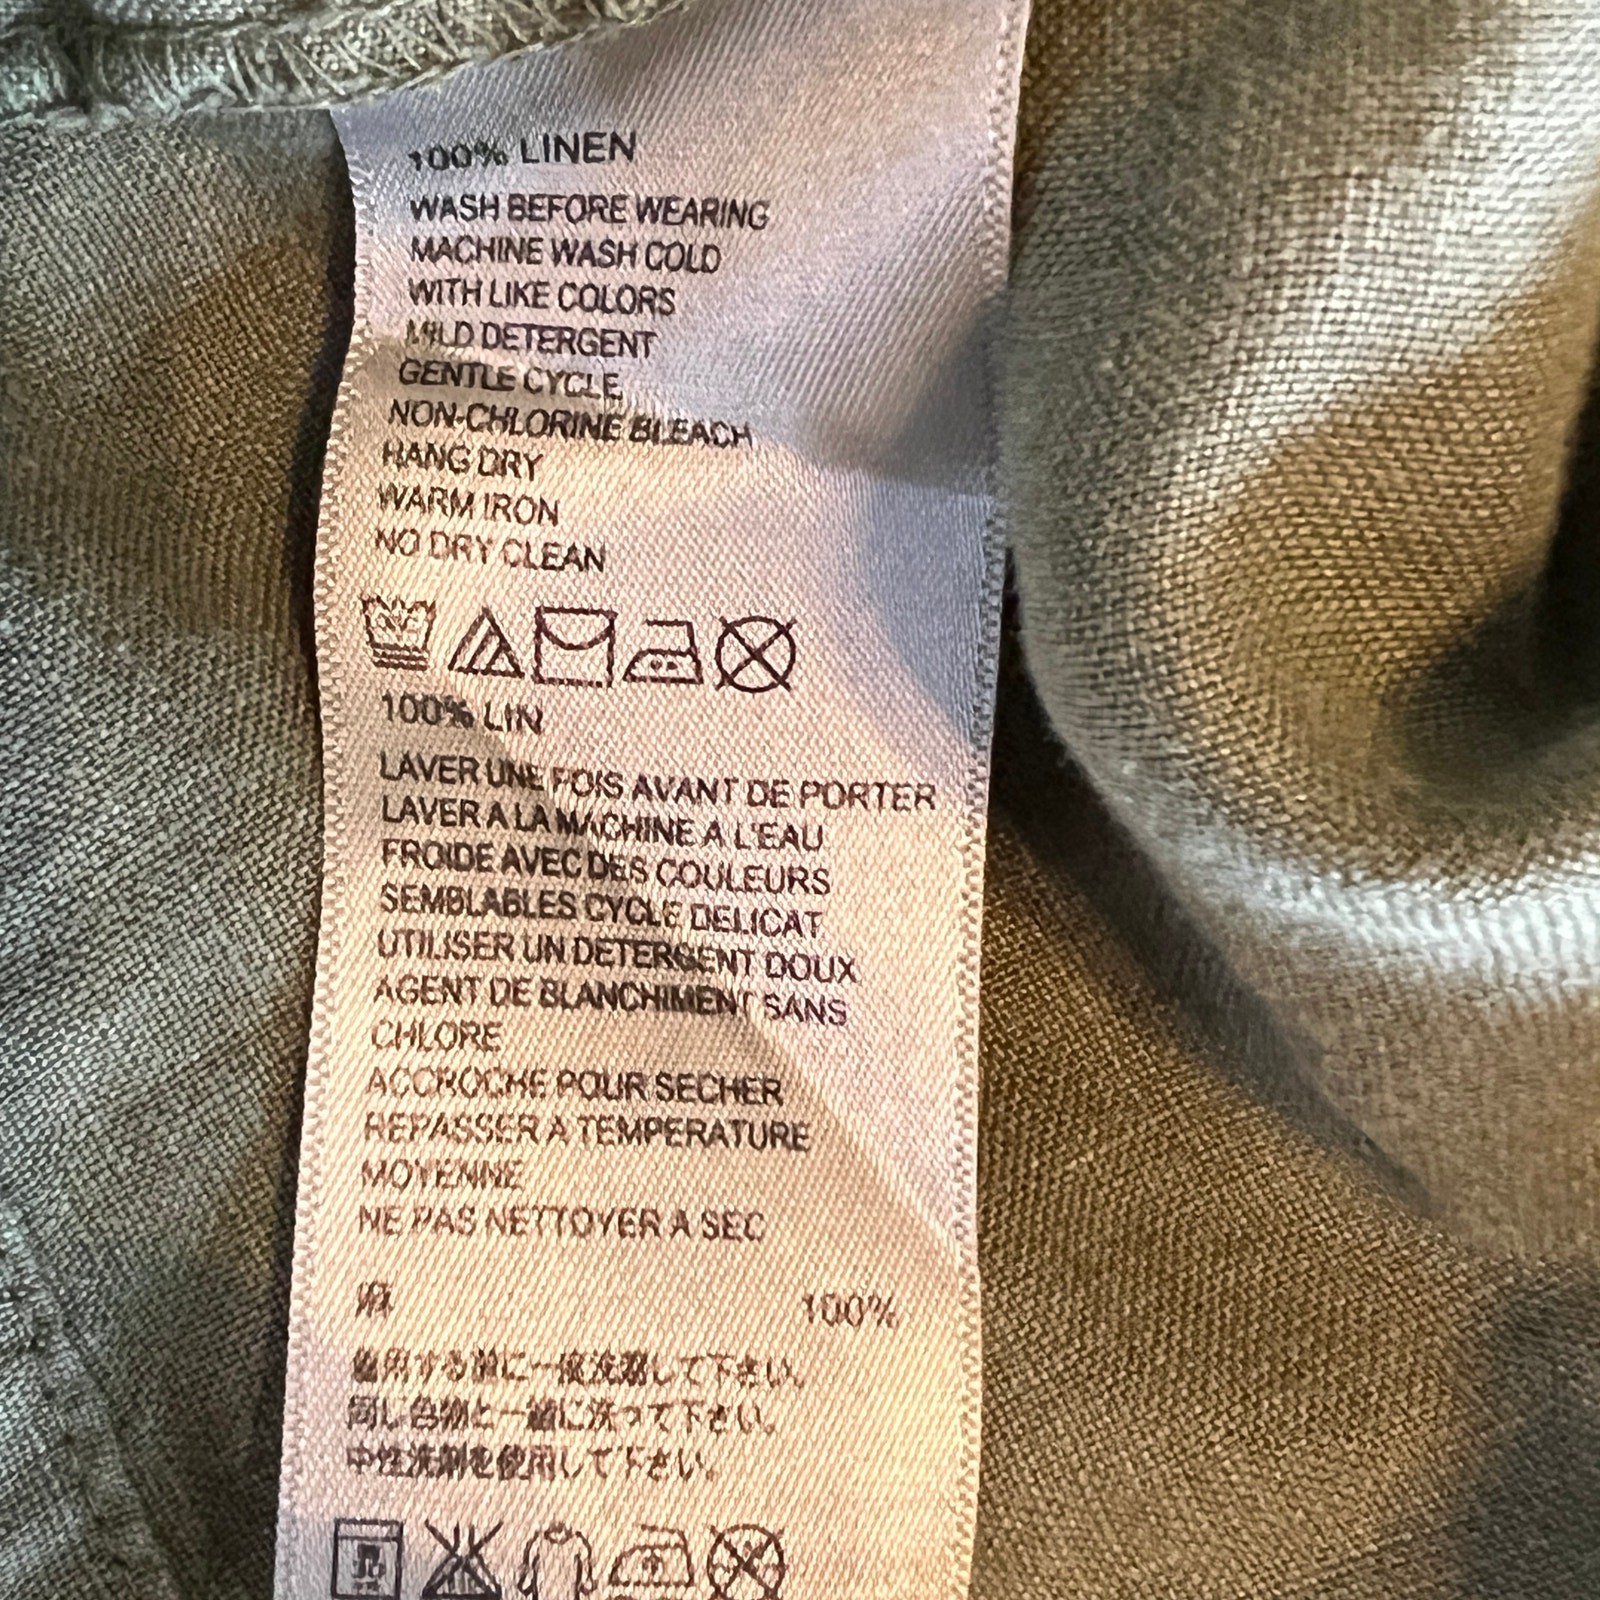 100% LINEN
WASH BEFORE WEARING
MACHINE WASH COLD
WITH LIKE COLORS
MILD DETERGENT
GENTLE CYCLE
NON-CHLORINE BLEACH
HANG DRY
WARM IRON
NO DRY CLEAN
100% LIN
LAVER UNE FOIS AVANT DE PORTER
LAVER A LA MACHINE A L'EAU
FROIDE AVEC DES COULEURS
SEMBLABLES CYCLE DELICAT
UTILISER UN DETERGENT DOUX
AGENT DE BLANCHIMENT SANS
CHLORE
ACCROCHE POUR SECHER
REPASSER A TEMPERATURE
MOYENNE
NE PAS NETTOYER A SEC
麻 100%
着用する前に一度洗濯して下さい。
同じ色物と一緒に洗って下さい。
中性洗剤を使用して下さい。